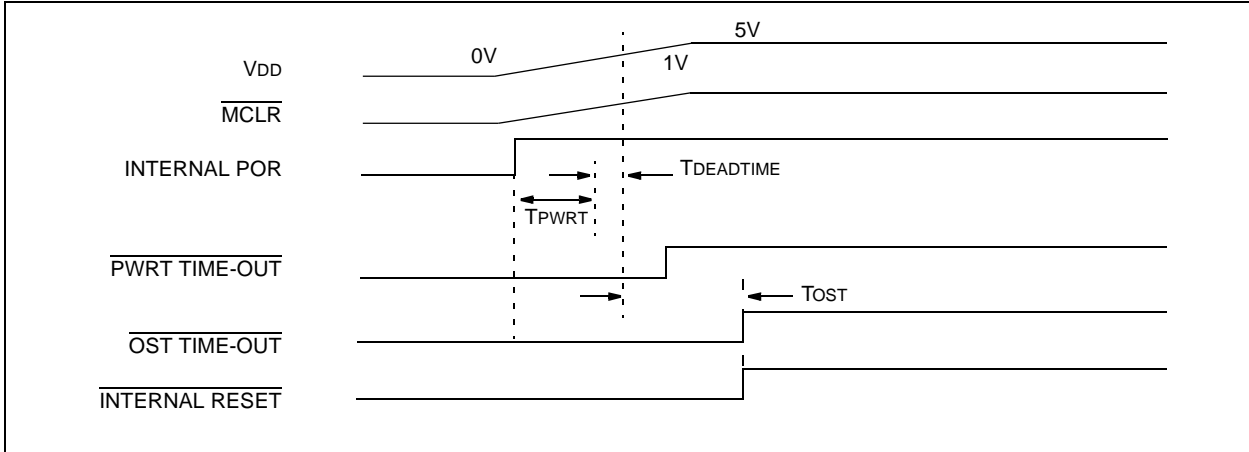 5V
0V
VDD
1V
MCLR
INTERNAL POR
TDEADTIME
TPWRT
PWRT TIME-OUT
TOST
OST TIME-OUT
INTERNAL RESET